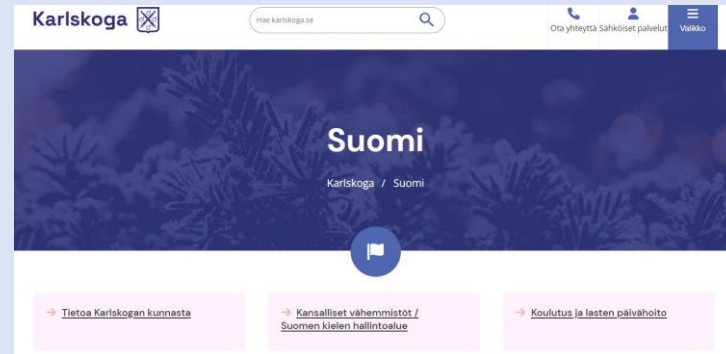 Karlskoga
Hae karlskoga.se
Ota yhteyttä Sähköiset palvelut Valikko
Suomi
Karlskoga / Suomi
Tietoa Karlskogan kunnasta
Kansalliset vähemmistöt /
Suomen kielen hallintoalue
Koulutus ja lasten päivähoito